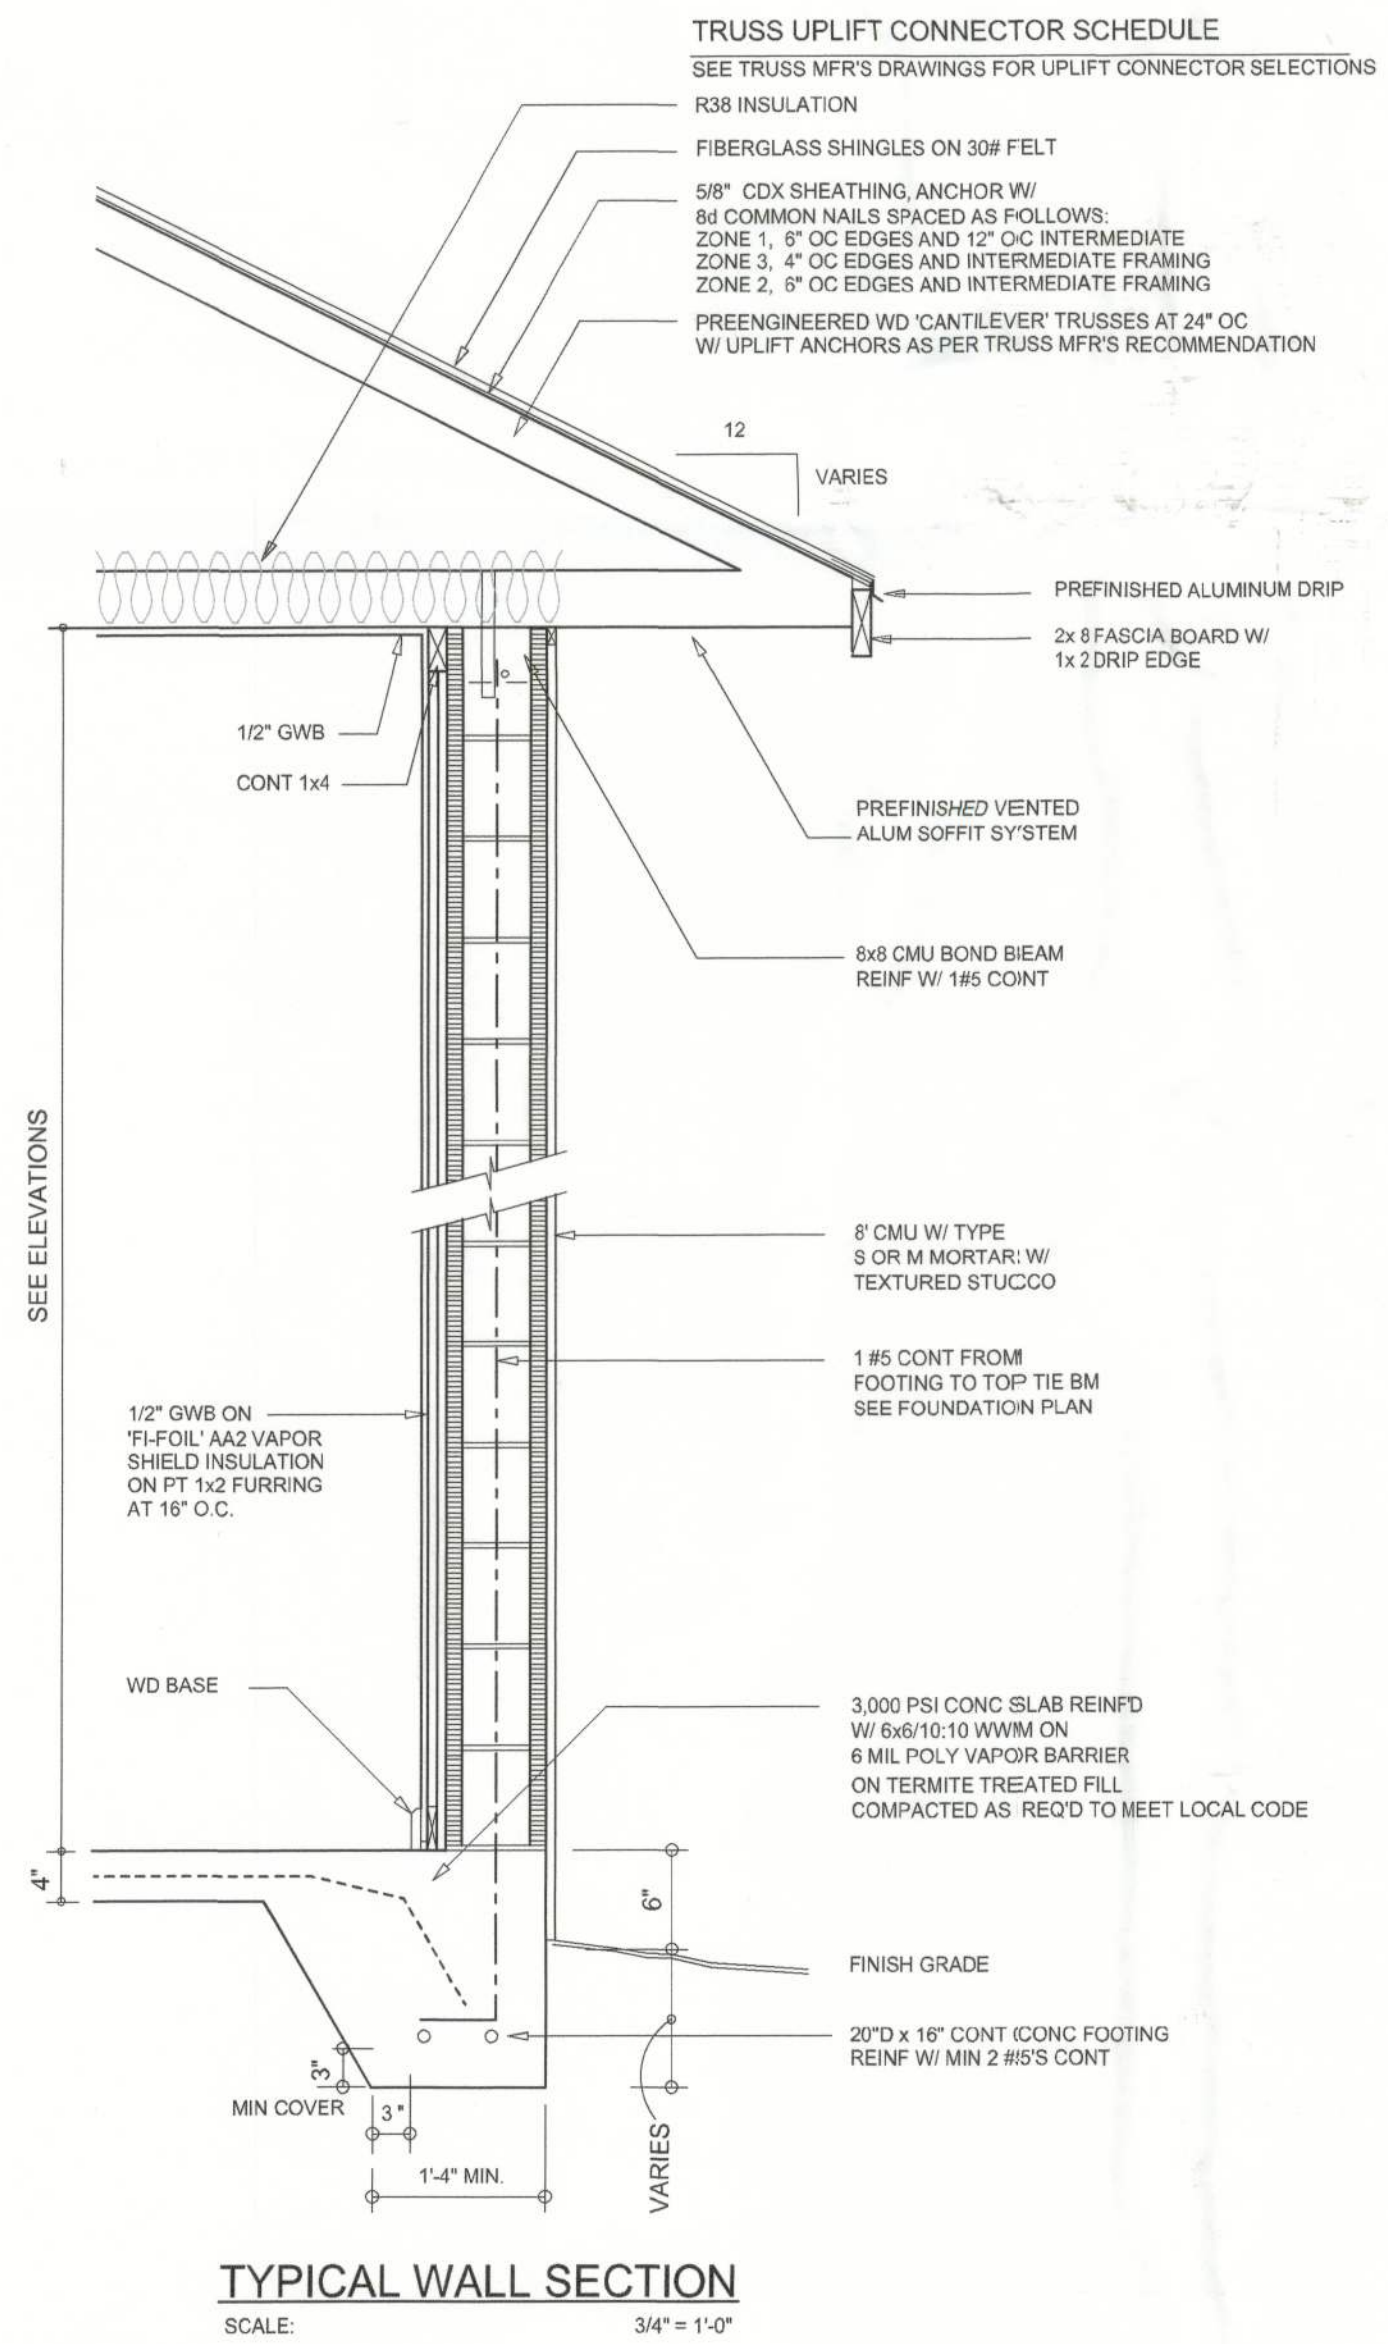 TRUSS UPLIFT CONNECTOR SCHEDULE
SEE TRUSS MFR'S DRAWINGS FOR UPLIFT CONNECTOR SELECTIONS
R38 INSULATION
FIBERGLASS SHINGLES ON 30# FELT
5/8" CDX SHEATHING, ANCHOR W/
8d COMMON NAILS SPACED AS FOLLOWS:
ZONE 1, 6" OC EDGES AND 12" OC INTERMEDIATE
ZONE 3, 4" OC EDGES AND INTERMEDIATE FRAMING
ZONE 2, 6" OC EDGES AND INTERMEDIATE FRAMING
PREENGINEERED WD 'CANTILEVER' TRUSSES AT 24" OC
W/ UPLIFT ANCHORS AS PER TRUSS MFR'S RECOMMENDATION
12
VARIES
PREFINISHED ALUMINUM DRIP
2x 8 FASCIA BOARD W/
1x 2 DRIP EDGE
1/2" GWB
CONT 1x4
PREFINISHED VENTED
ALUM SOFFIT SYSTEM
8x8 CMU BOND BEAM
REINF W/ 1#5 CONT
SEE ELEVATIONS
8' CMU W/ TYPE
S OR M MORTAR W/
TEXTURED STUCCO
1 #5 CONT FROM
FOOTING TO TOP TIE BM
SEE FOUNDATION PLAN
1/2" GWB ON
'FI-FOIL' AA2 VAPOR
SHIELD INSULATION
ON PT 1x2 FURRING
AT 16" O.C.
WD BASE
3,000 PSI CONC SLAB REINF'D
W/ 6x6/10:10 WWM ON
6 MIL POLY VAPOR BARRIER
ON TERMITE TREATED FILL
COMPACTED AS REQ'D TO MEET LOCAL CODE
4"
6"
FINISH GRADE
20"D x 16" CONT CONC FOOTING
REINF W/ MIN 2 #5'S CONT
3"
MIN COVER
3 "
1'-4" MIN.
VARIES
TYPICAL WALL SECTION
SCALE: 3/4" = 1'-0"